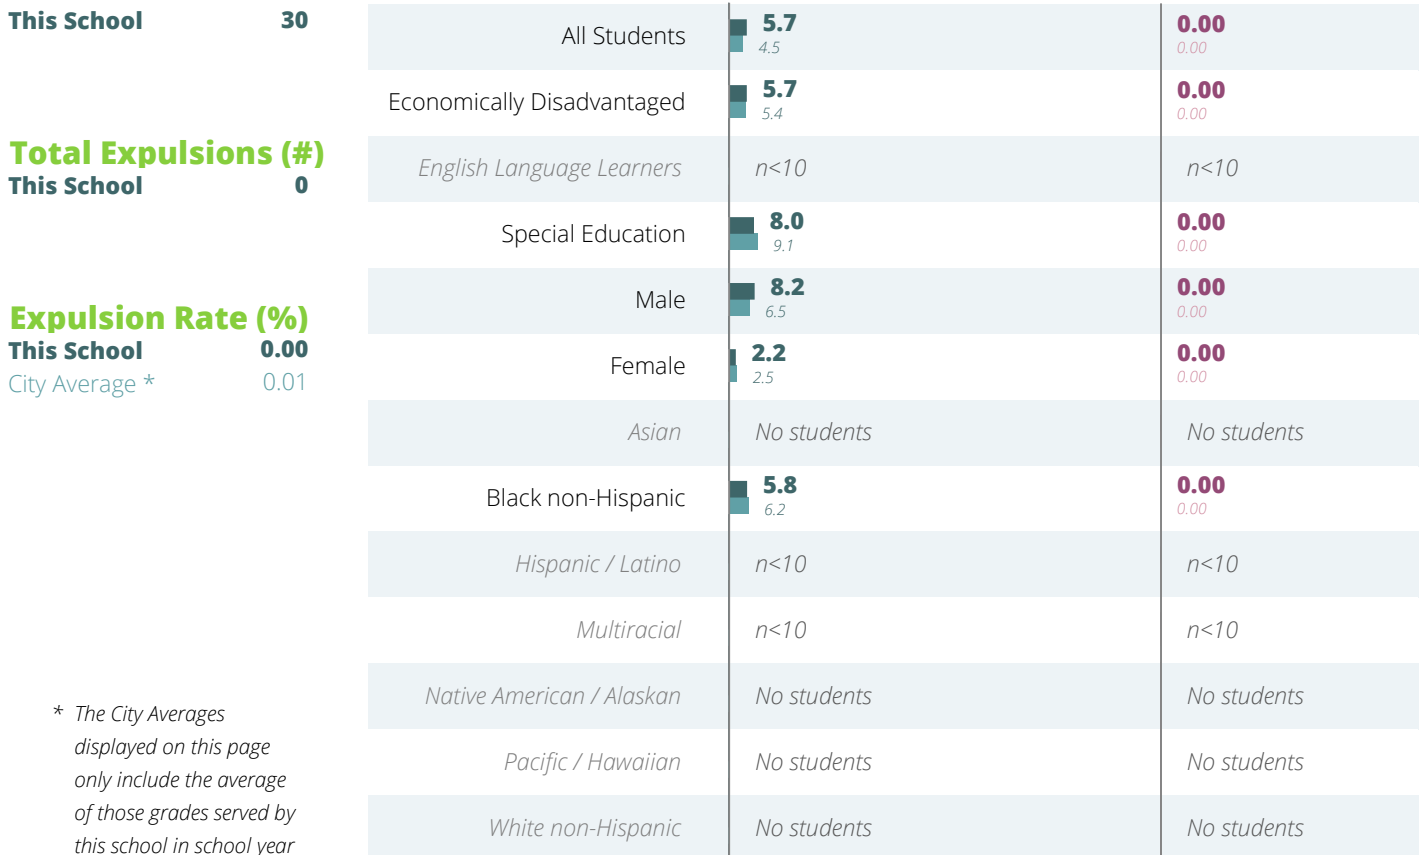 This School 30
Total Expulsions (#)
This School 0
Expulsion Rate (%)
This School 0.00
City Average * 0.01
* The City Averages
displayed on this page
only include the average
of those grades served by
this school in school year
All Students 5.7 0.00
4.5 0.00
Economically Disadvantaged 5.7 0.00
5.4 0.00
English Language Learners n<10 n<10
Special Education 8.0 0.00
9.1 0.00
Male 8.2 0.00
6.5 0.00
Female 2.2 0.00
2.5 0.00
Asian No students No students
Black non-Hispanic 5.8 0.00
6.2 0.00
Hispanic / Latino n<10 n<10
Multiracial n<10 n<10
Native American / Alaskan No students No students
Pacific / Hawaiian No students No students
White non-Hispanic No students No students